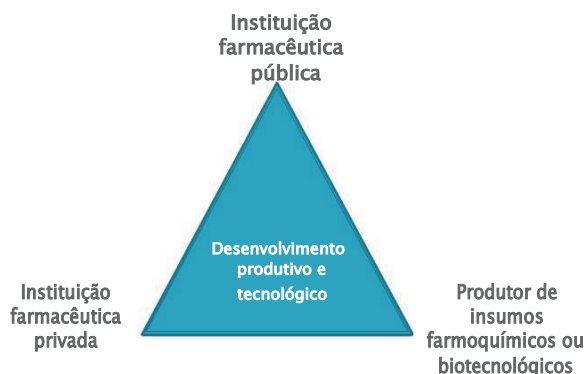 Instituição
farmacêutica
pública
Desenvolvimento
produtivo e
tecnológico
Instituição
farmacêutica
privada
Produtor de
insumos
farmoquímicos ou
biotecnológicos